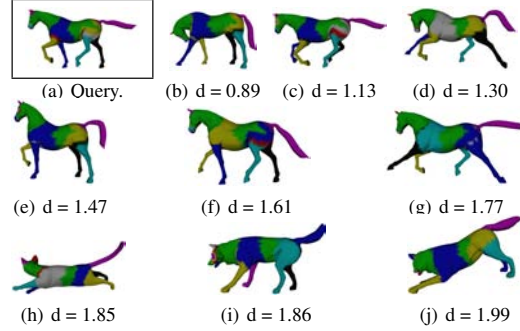 (a) Query. (b) d = 0.89 (c) d = 1.13 (d) d = 1.30
(e) d = 1.47 (f) d = 1.61 (g) d = 1.77
(h) d = 1.85 (i) d = 1.86 (j) d = 1.99